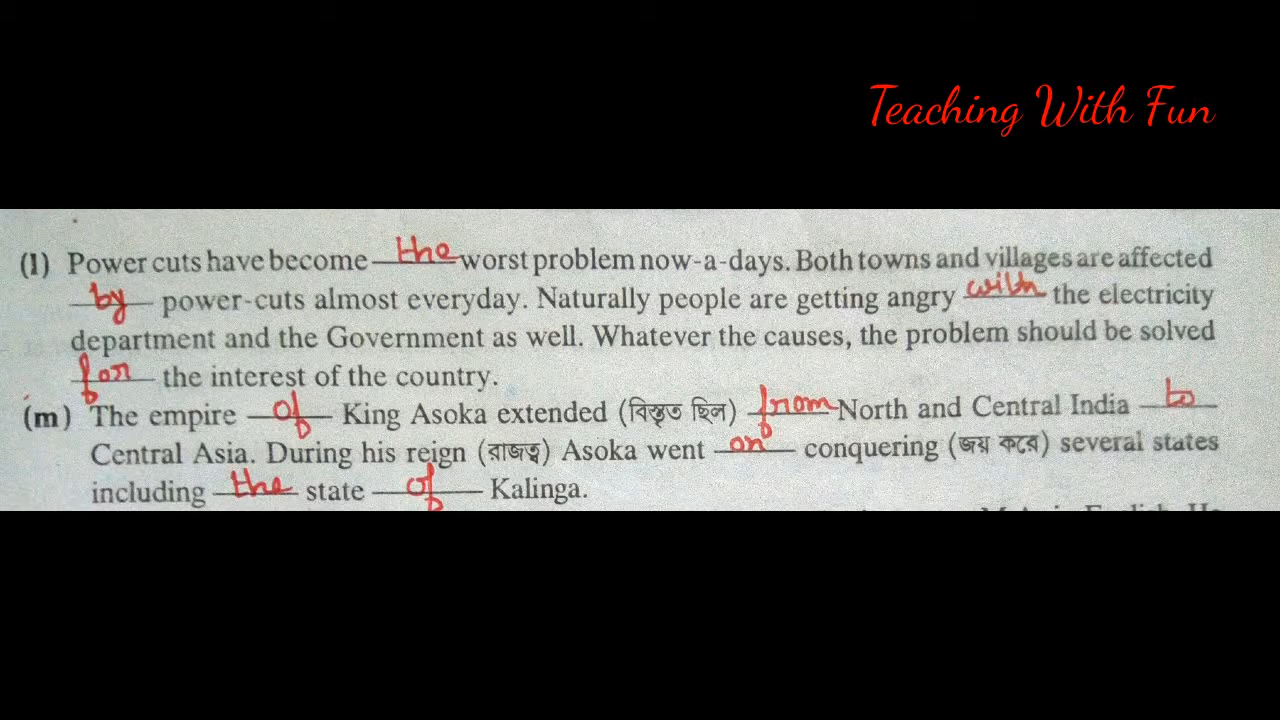 Teaching With Fun
(l) Power cuts have become the worst problem now-a-days. Both towns and villages are affected
by power-cuts almost everyday. Naturally people are getting angry with the electricity
department and the Government as well. Whatever the causes, the problem should be solved
for the interest of the country.
(m) The empire of King Asoka extended (বিস্তৃত ছিল) from North and Central India to
Central Asia. During his reign (রাজত্ব) Asoka went on conquering (জয় করে) several states
including the state of Kalinga.